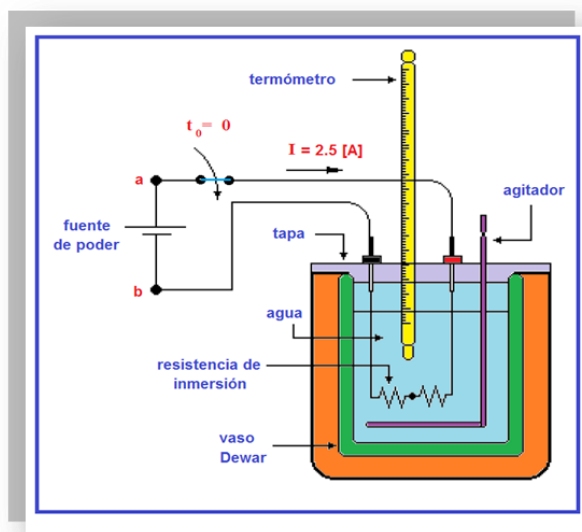 termómetro
t₀= 0
I = 2.5 [A]
a
agitador
fuente
de poder
tapa
b
agua
resistencia de
inmersión
vaso
Dewar